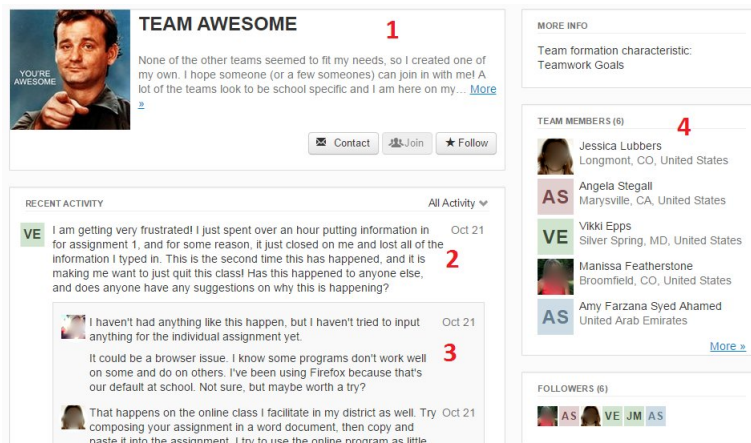 YOU'RE
AWESOME
TEAM AWESOME
1
None of the other teams seemed to fit my needs, so I created one of
my own. I hope someone (or a few someones) can join in with me! A
lot of the teams look to be school specific and I am here on my… More
»
Contact
Join
Follow
RECENT ACTIVITY
All Activity
VE
I am getting very frustrated! I just spent over an hour putting information in
Oct 21
for assignment 1, and for some reason, it just closed on me and lost all of the
information I typed in. This is the second time this has happened, and it is
2
making me want to just quit this class! Has this happened to anyone else,
and does anyone have any suggestions on why this is happening?
I haven't had anything like this happen, but I haven't tried to input
Oct 21
anything for the individual assignment yet.
It could be a browser issue. I know some programs don't work well
3
on some and do on others. I've been using Firefox because that's
our default at school. Not sure, but maybe worth a try?
That happens on the online class I facilitate in my district as well. Try
Oct 21
composing your assignment in a word document, then copy and
paste it into the assignment. I try to use the online program as little
MORE INFO
Team formation characteristic:
Teamwork Goals
TEAM MEMBERS (6)
4
Jessica Lubbers
Longmont, CO, United States
AS
Angela Stegall
Marysville, CA, United States
VE
Vikki Epps
Silver Spring, MD, United States
Manissa Featherstone
Broomfield, CO, United States
AS
Amy Farzana Syed Ahamed
United Arab Emirates
More »
FOLLOWERS (6)
AS
VE
JM
AS